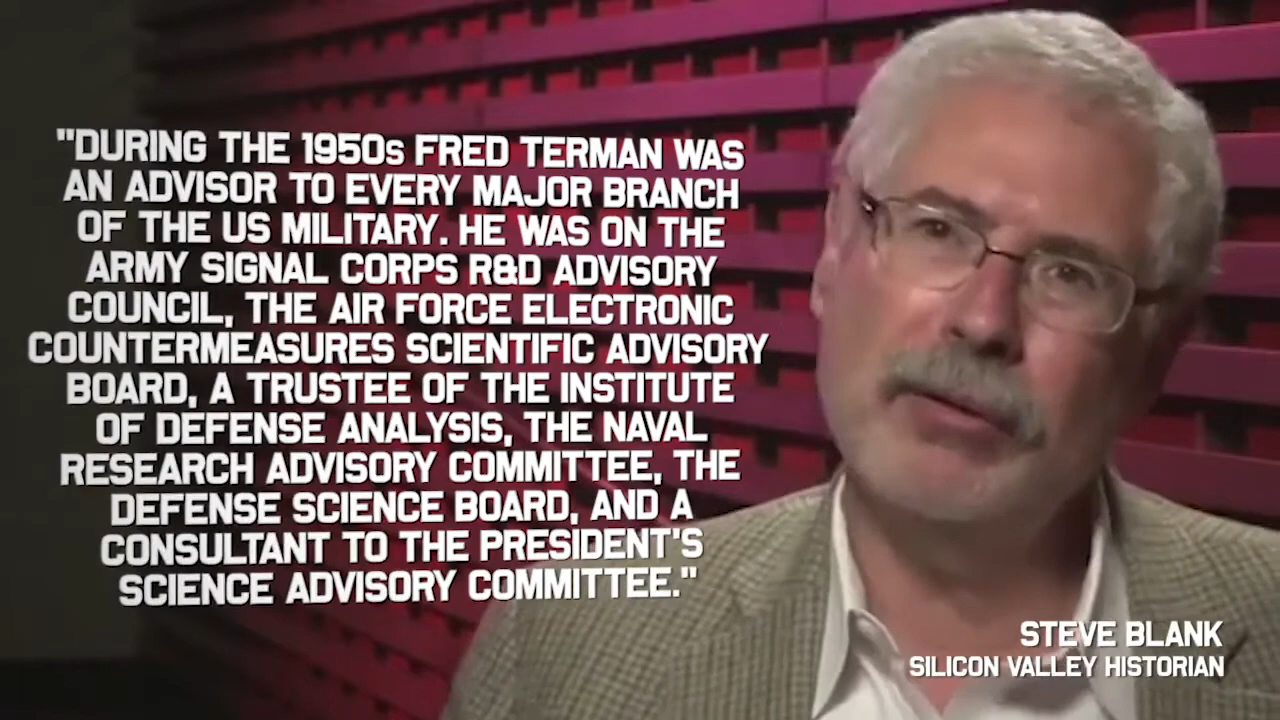 "DURING THE 1950s FRED TERMAN WAS
AN ADVISOR TO EVERY MAJOR BRANCH
OF THE US MILITARY. HE WAS ON THE
ARMY SIGNAL CORPS R&D ADVISORY
COUNCIL, THE AIR FORCE ELECTRONIC
COUNTERMEASURES SCIENTIFIC ADVISORY
BOARD, A TRUSTEE OF THE INSTITUTE
OF DEFENSE ANALYSIS, THE NAVAL
RESEARCH ADVISORY COMMITTEE, THE
DEFENSE SCIENCE BOARD, AND A
CONSULTANT TO THE PRESIDENT'S
SCIENCE ADVISORY COMMITTEE."
STEVE BLANK
SILICON VALLEY HISTORIAN